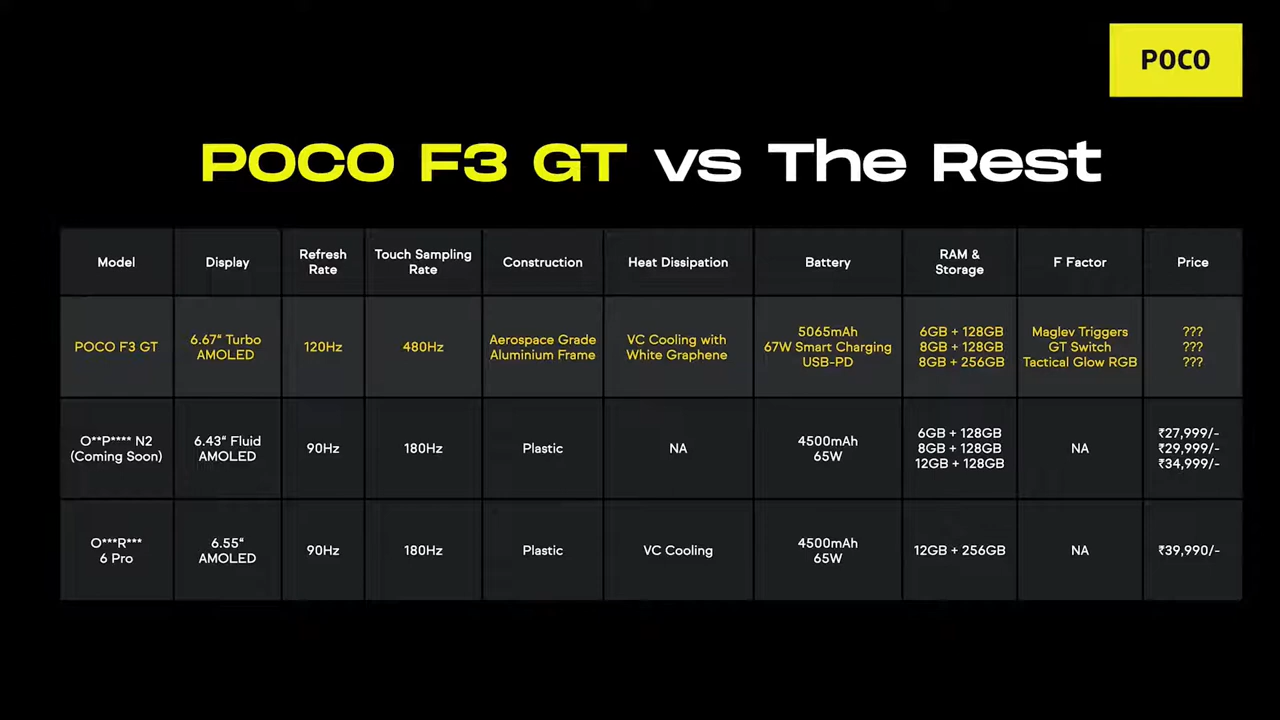 POCO
POCO F3 GT vs The Rest
Model
Display
Refresh
Rate
Touch Sampling
Rate
Construction
Heat Dissipation
Battery
RAM &
Storage
F Factor
Price
POCO F3 GT
6.67“ Turbo
AMOLED
120Hz
480Hz
Aerospace Grade
Aluminium Frame
VC Cooling with
White Graphene
5065mAh
67W Smart Charging
USB-PD
6GB + 128GB
8GB + 128GB
8GB + 256GB
Maglev Triggers
GT Switch
Tactical Glow RGB
???
???
???
O**P**** N2
(Coming Soon)
6.43“ Fluid
AMOLED
90Hz
180Hz
Plastic
NA
4500mAh
65W
6GB + 128GB
8GB + 128GB
12GB + 128GB
NA
₹27,999/-
₹29,999/-
₹34,999/-
O***R***
6 Pro
6.55“
AMOLED
90Hz
180Hz
Plastic
VC Cooling
4500mAh
65W
12GB + 256GB
NA
₹39,990/-